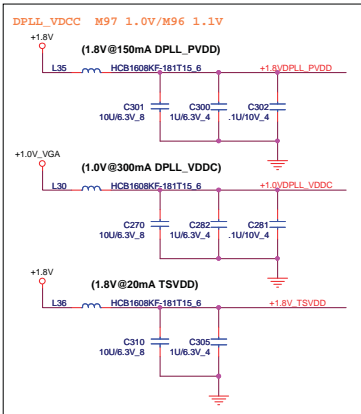 DPLL_VDCC M97 1.0V/M96 1.1V
+1.8V
(1.8V@150mA DPLL_PVDD)
L35 HCB1608KF-181T15_6 +1.8VDPLL_PVDD
C301 C300 C302
10U/6.3V_8 1U/6.3V_4 .1U/10V_4
+1.0V_VGA
(1.0V@300mA DPLL_VDDC)
L30 HCB1608KF-181T15_6 +1.0VDPLL_VDDC
C270 C282 C281
10U/6.3V_8 1U/6.3V_4 .1U/10V_4
+1.8V
(1.8V@20mA TSVDD)
L36 HCB1608KF-181T15_6 +1.8V_TSVDD
C310 C305
10U/6.3V_8 1U/6.3V_4